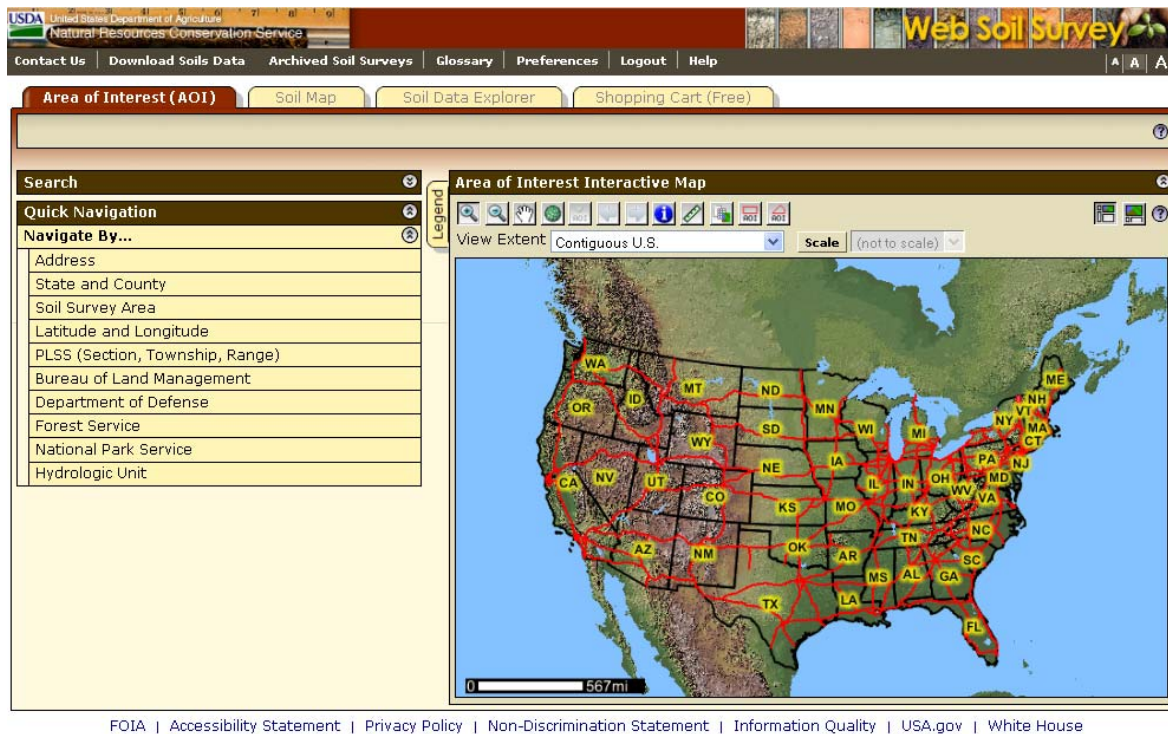 USDA United States Department of Agriculture
Natural Resources Conservation Service
Web Soil Survey
Contact Us | Download Soils Data Archived Soil Surveys | Glossary | Preferences | Logout | Help | A | A | A
Area of Interest (AOI) Soil Map Soil Data Explorer Shopping Cart (Free)
Search
Quick Navigation
Navigate By...
Address
State and County
Soil Survey Area
Latitude and Longitude
PLSS (Section, Township, Range)
Bureau of Land Management
Department of Defense
Forest Service
National Park Service
Hydrologic Unit
Legend
Area of Interest Interactive Map
AOI AOI AOI
View Extent Contiguous U.S. Scale (not to scale)
WA
MT
ND
ME
OR
ID
MN
NH
VT
SD
WI
MI
NY
MA
WY
CT
NE
IA
PA
NJ
CA
NV
UT
CO
IL
IN
OH
WV
MD
VA
KS
MO
KY
AZ
NM
OK
AR
TN
NC
SC
MS
AL
GA
TX
LA
FL
0 567mi
FOIA | Accessibility Statement | Privacy Policy | Non-Discrimination Statement | Information Quality | USA.gov | White House